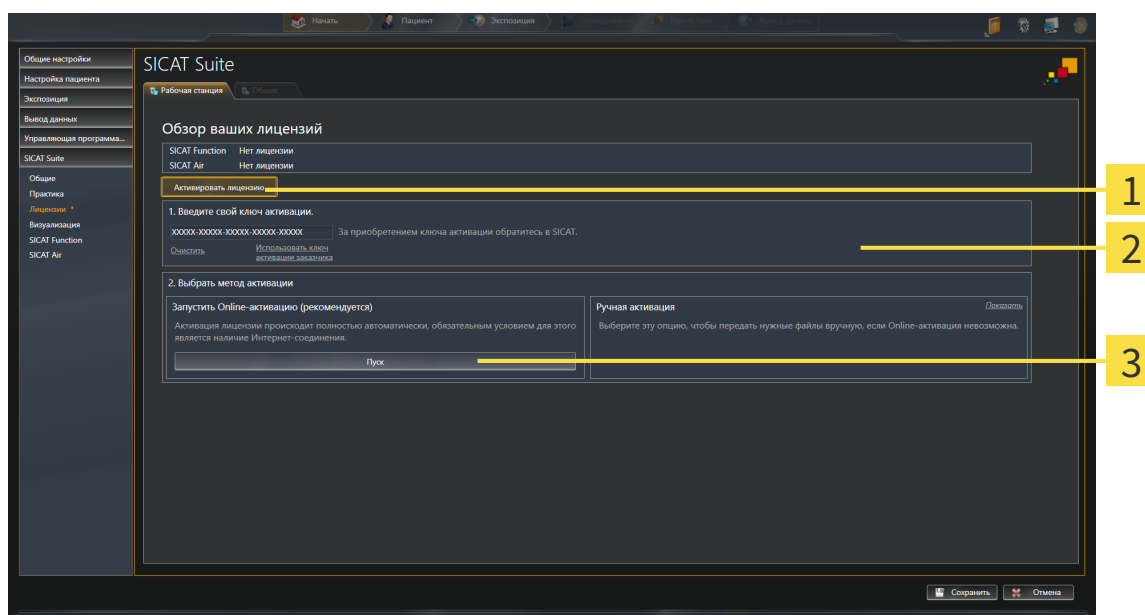 Начать Пациент Экспозиция Обследование Plan & Treat Вывод данных
Общие настройки
Настройка пациента
Экспозиция
Вывод данных
Управляющая программа...
SICAT Suite
Общие
Практика
Лицензии *
Визуализация
SICAT Function
SICAT Air
SICAT Suite
Рабочая станция Общие
Обзор ваших лицензий
SICAT Function Нет лицензии
SICAT Air Нет лицензии
Активировать лицензию
1
1. Введите свой ключ активации.
XXXXX-XXXXX-XXXXX-XXXXX-XXXXX За приобретением ключа активации обратитесь в SICAT.
Очистить Использовать ключ
активации заказчика
2
2. Выбрать метод активации
Запустить Online-активацию (рекомендуется)
Активация лицензии происходит полностью автоматически, обязательным условием для этого
является наличие Интернет-соединения.
Пуск
Ручная активация Показать
Выберите эту опцию, чтобы передать нужные файлы вручную, если Online-активация невозможна.
3
Сохранить Отмена